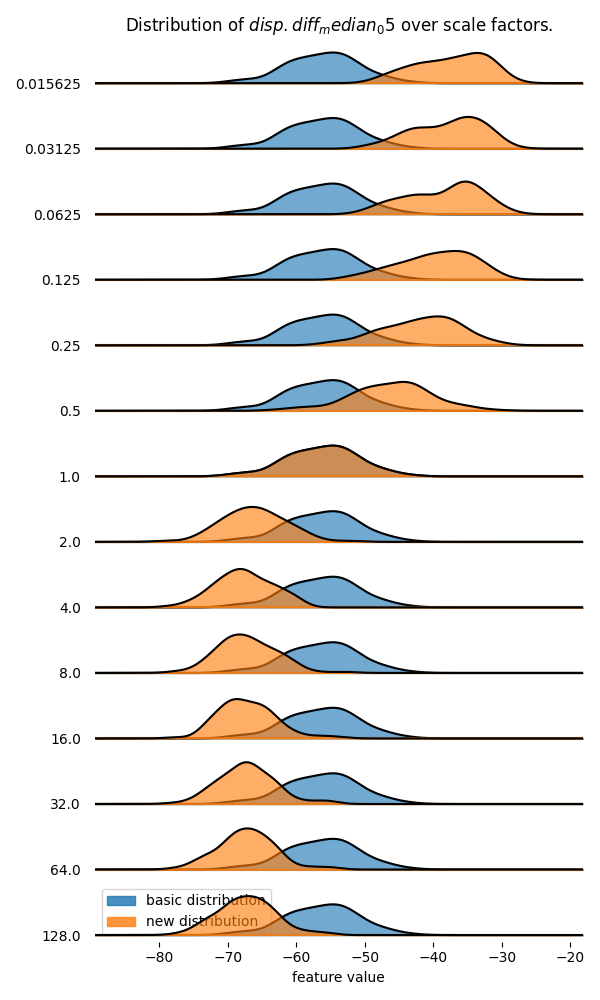 Distribution of disp. diff_median_05 over scale factors.
0.015625
0.03125
0.0625
0.125
0.25
0.5
1.0
2.0
4.0
8.0
16.0
32.0
64.0
basic distribution
new distribution
128.0
−80 −70 −60 −50 −40 −30 −20
feature value